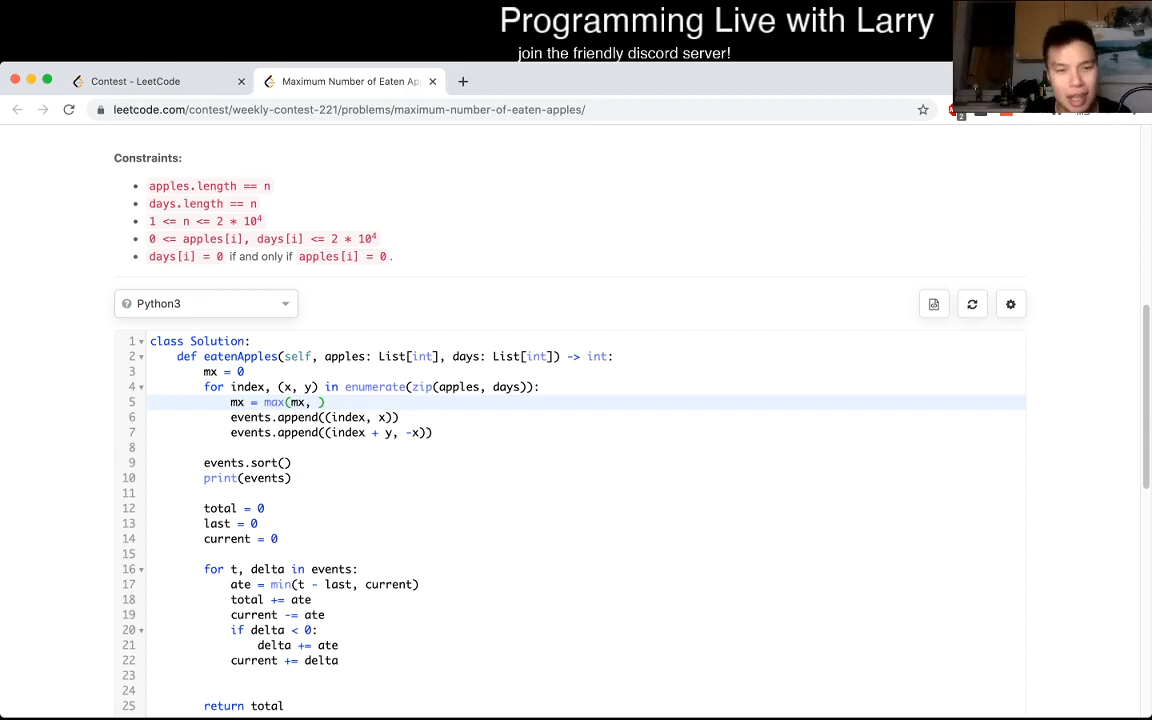 Programming Live with Larry
join the friendly discord server!
Contest - LeetCode
Maximum Number of Eaten Ap
leetcode.com/contest/weekly-contest-221/problems/maximum-number-of-eaten-apples/
2
Constraints:
apples.length == n
days.length == n
1 <= n <= 2 * 10⁴
0 <= apples[i], days[i] <= 2 * 10⁴
days[i] = 0 if and only if apples[i] = 0.
Python3
1 class Solution:
2 def eatenApples(self, apples: List[int], days: List[int]) -> int:
3 mx = 0
4 for index, (x, y) in enumerate(zip(apples, days)):
5 mx = max(mx, )
6 events.append((index, x))
7 events.append((index + y, -x))
8
9 events.sort()
10 print(events)
11
12 total = 0
13 last = 0
14 current = 0
15
16 for t, delta in events:
17 ate = min(t - last, current)
18 total += ate
19 current -= ate
20 if delta < 0:
21 delta += ate
22 current += delta
23
24
25 return total